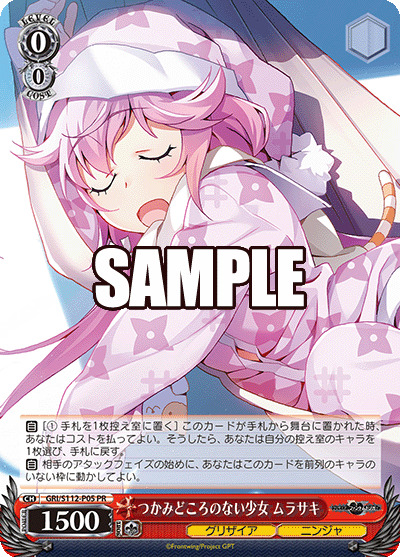 LEVEL
0
0
COST
SAMPLE
自 [① 手札を1枚控え室に置く] このカードが手札から舞台に置かれた時、
あなたはコストを払ってよい。そうしたら、あなたは自分の控え室のキャラを
1枚選び、手札に戻す。
自 相手のアタックフェイズの始めに、あなたはこのカードを前列のキャラの
いない枠に動かしてよい。
CH GRI/S112-P05 PR
1500
つかみどころのない少女 ムラサキ
グリザイア ニンジャ
©Frontwing/Project GPT